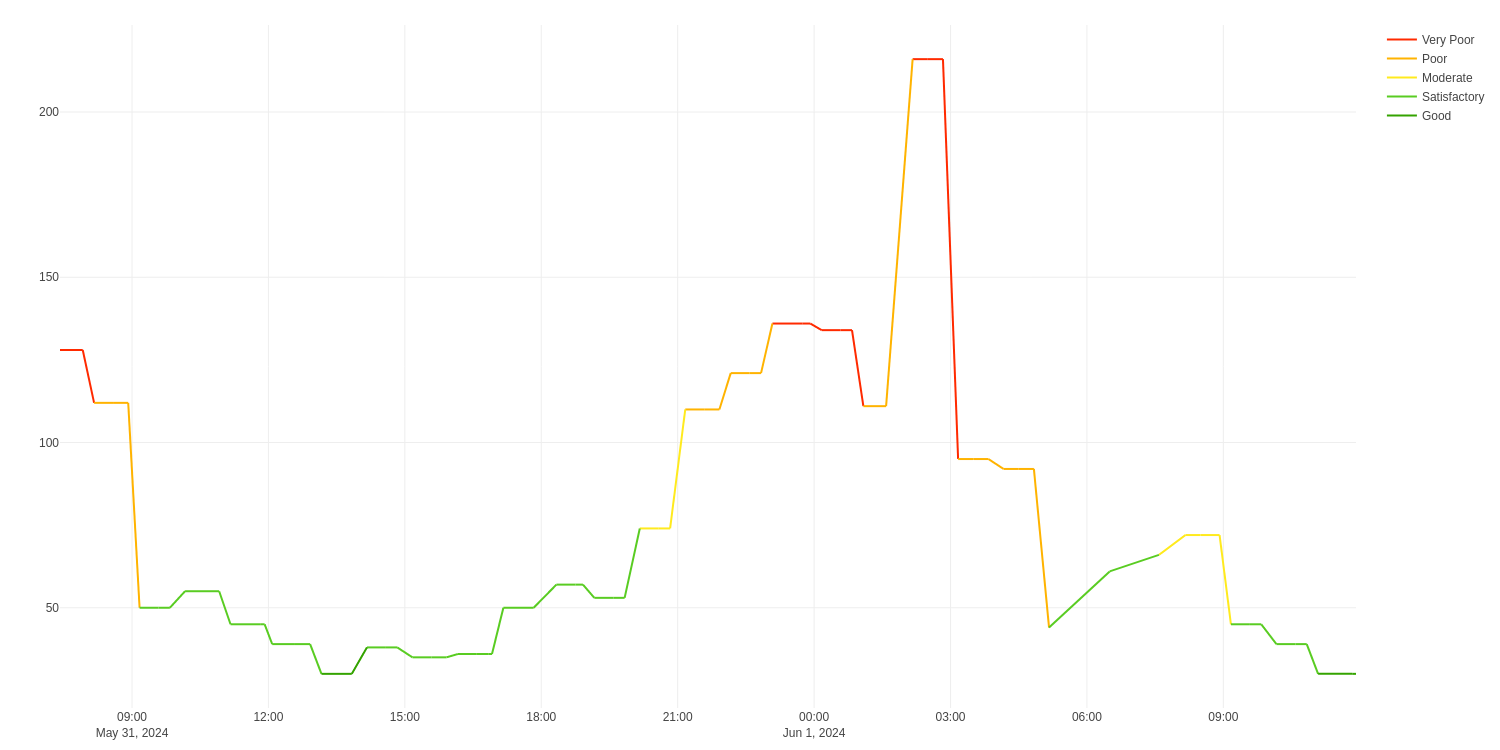 200
150
100
50
09:00
May 31, 2024
12:00
15:00
18:00
21:00
00:00
Jun 1, 2024
03:00
06:00
09:00
Very Poor
Poor
Moderate
Satisfactory
Good